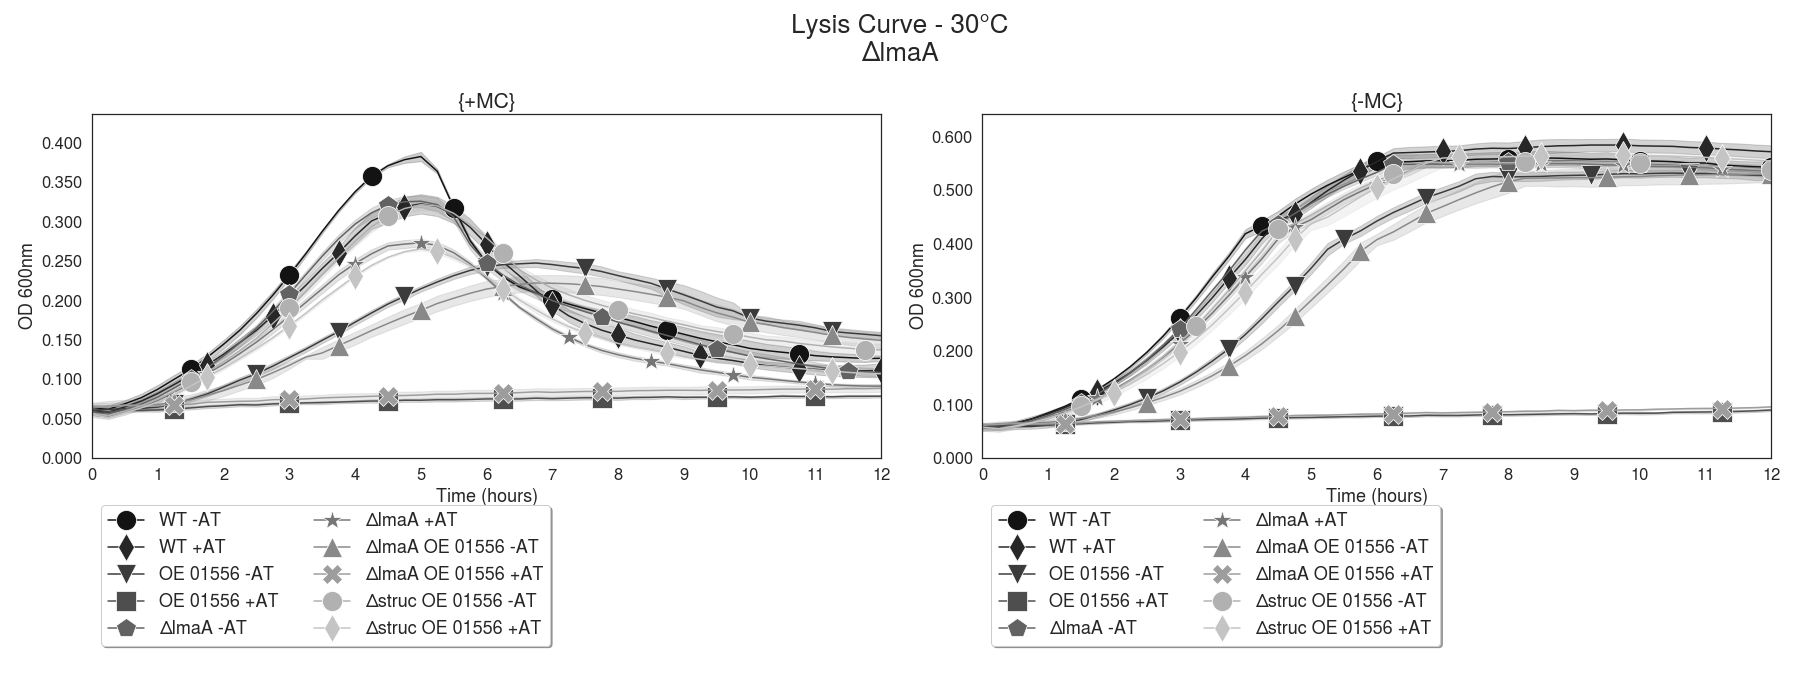 Lysis Curve - 30°C
ΔlmaA
{+MC}
OD 600nm
0.400
0.350
0.300
0.250
0.200
0.150
0.100
0.050
0.000
0 1 2 3 4 5 6 7 8 9 10 11 12
Time (hours)
WT -AT
WT +AT
OE 01556 -AT
OE 01556 +AT
ΔlmaA -AT
ΔlmaA +AT
ΔlmaA OE 01556 -AT
ΔlmaA OE 01556 +AT
Δstruc OE 01556 -AT
Δstruc OE 01556 +AT
{-MC}
OD 600nm
0.600
0.500
0.400
0.300
0.200
0.100
0.000
0 1 2 3 4 5 6 7 8 9 10 11 12
Time (hours)
WT -AT
WT +AT
OE 01556 -AT
OE 01556 +AT
ΔlmaA -AT
ΔlmaA +AT
ΔlmaA OE 01556 -AT
ΔlmaA OE 01556 +AT
Δstruc OE 01556 -AT
Δstruc OE 01556 +AT